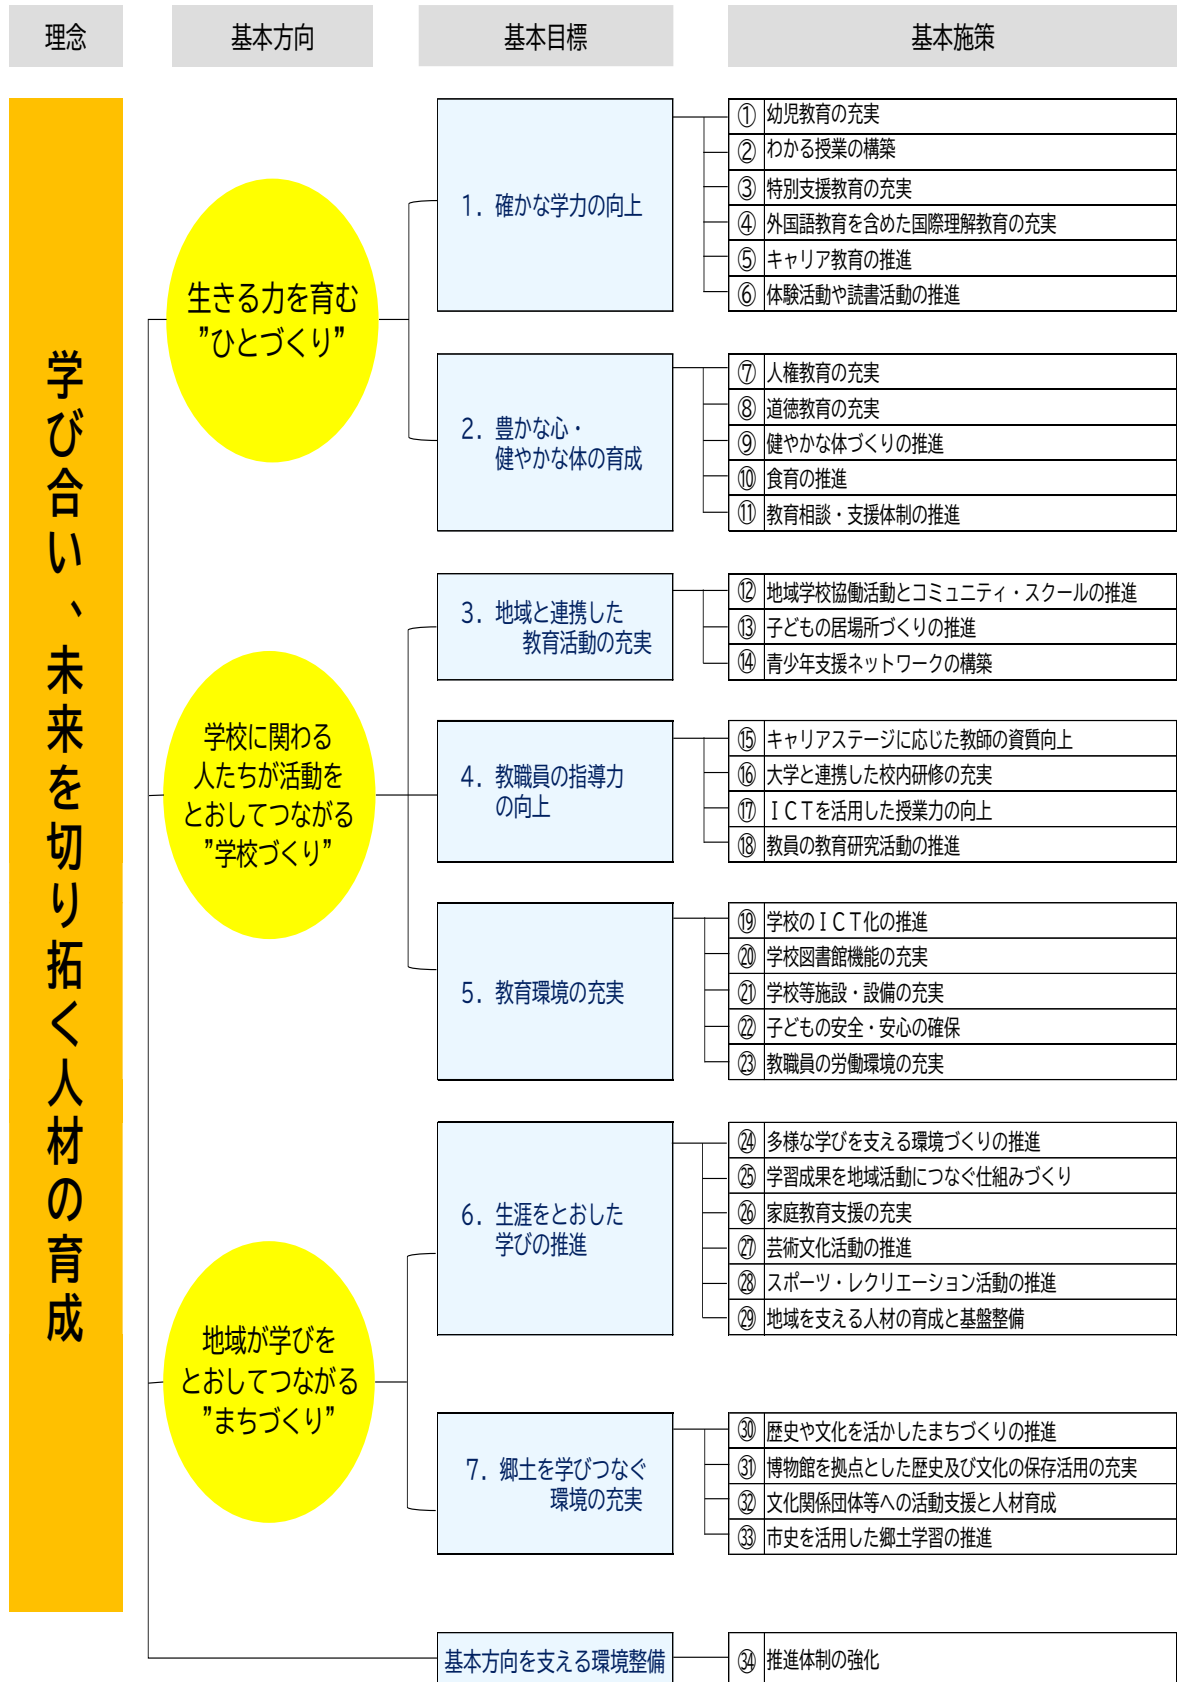 理念
基本方向
基本目標
基本施策
学び合い、未来を切り拓く人材の育成
生きる力を育む
”ひとづくり”
1．確かな学力の向上
① 幼児教育の充実
② わかる授業の構築
③ 特別支援教育の充実
④ 外国語教育を含めた国際理解教育の充実
⑤ キャリア教育の推進
⑥ 体験活動や読書活動の推進
2．豊かな心・
健やかな体の育成
⑦ 人権教育の充実
⑧ 道徳教育の充実
⑨ 健やかな体づくりの推進
⑩ 食育の推進
⑪ 教育相談・支援体制の推進
学校に関わる
人たちが活動を
とおしてつながる
”学校づくり”
3．地域と連携した
教育活動の充実
⑫ 地域学校協働活動とコミュニティ・スクールの推進
⑬ 子どもの居場所づくりの推進
⑭ 青少年支援ネットワークの構築
4．教職員の指導力
の向上
⑮ キャリアステージに応じた教師の資質向上
⑯ 大学と連携した校内研修の充実
⑰ ＩＣＴを活用した授業力の向上
⑱ 教員の教育研究活動の推進
5．教育環境の充実
⑲ 学校のＩＣＴ化の推進
⑳ 学校図書館機能の充実
㉑ 学校等施設・設備の充実
㉒ 子どもの安全・安心の確保
㉓ 教職員の労働環境の充実
地域が学びを
とおしてつながる
”まちづくり”
6．生涯をとおした
学びの推進
㉔ 多様な学びを支える環境づくりの推進
㉕ 学習成果を地域活動につなぐ仕組みづくり
㉖ 家庭教育支援の充実
㉗ 芸術文化活動の推進
㉘ スポーツ・レクリエーション活動の推進
㉙ 地域を支える人材の育成と基盤整備
7．郷土を学びつなぐ
環境の充実
㉚ 歴史や文化を活かしたまちづくりの推進
㉛ 博物館を拠点とした歴史及び文化の保存活用の充実
㉜ 文化関係団体等への活動支援と人材育成
㉝ 市史を活用した郷土学習の推進
基本方向を支える環境整備
㉞ 推進体制の強化